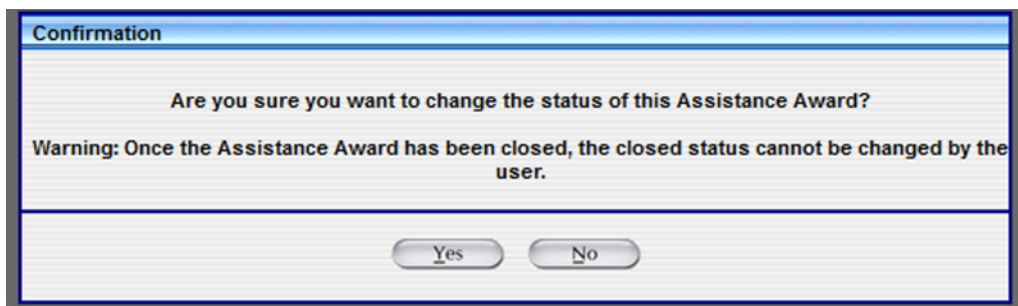 Confirmation
Are you sure you want to change the status of this Assistance Award?
Warning: Once the Assistance Award has been closed, the closed status cannot be changed by the
user.
Yes
No